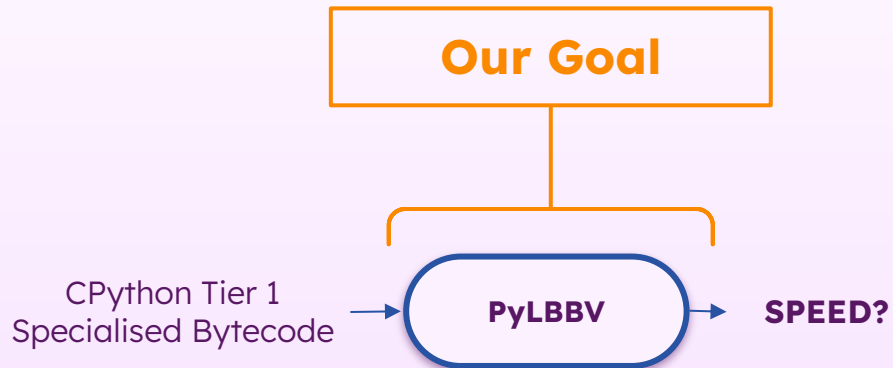 Our Goal
CPython Tier 1
Specialised Bytecode
PyLBBV
SPEED?